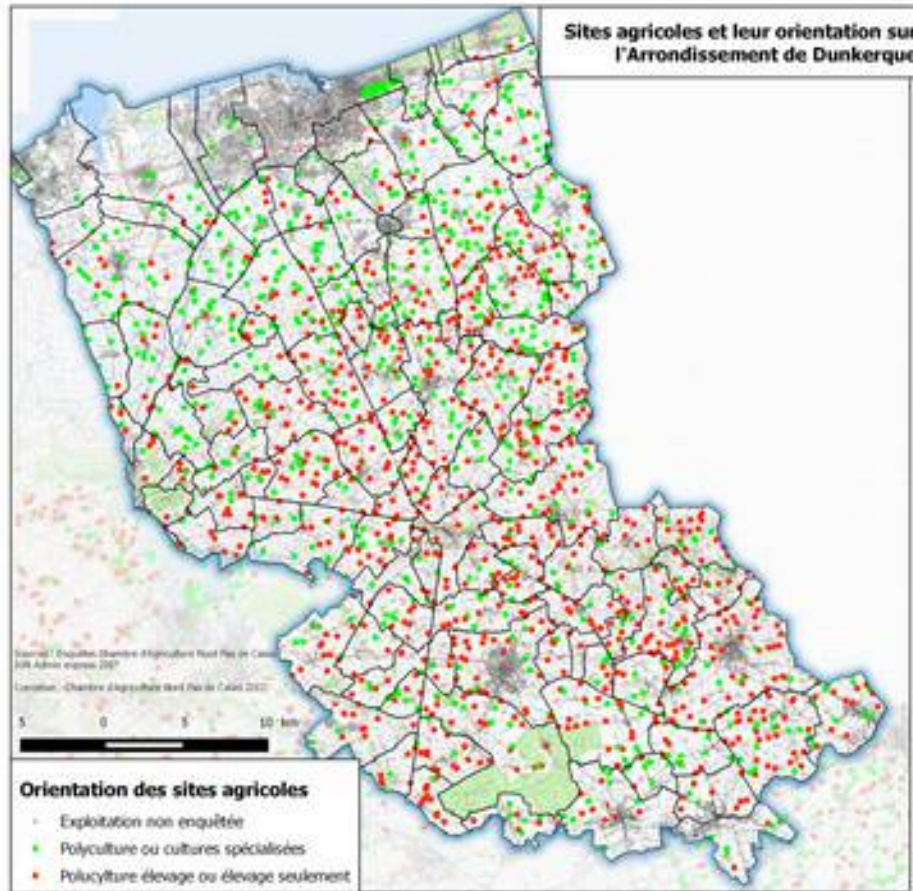 Sites agricoles et leur orientation sur
l'Arrondissement de Dunkerque
5 0 5 10 km
Orientation des sites agricoles
Exploitation non enquêtée
Polyculture ou cultures spécialisées
Polucylture élevage ou élevage seulement